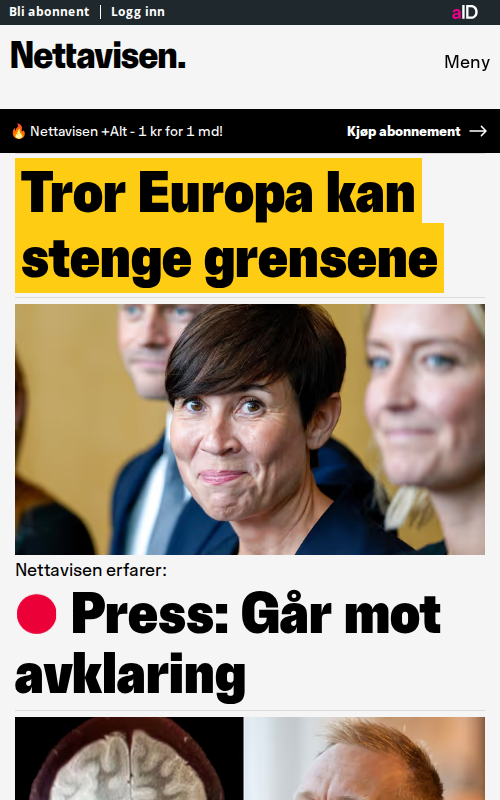 Bli abonnent | Logg inn
aID
Nettavisen.
Meny
🔥 Nettavisen +Alt - 1 kr for 1 md!
Kjøp abonnement →
Tror Europa kan
stenge grensene
Nettavisen erfarer:
Press: Går mot
avklaring